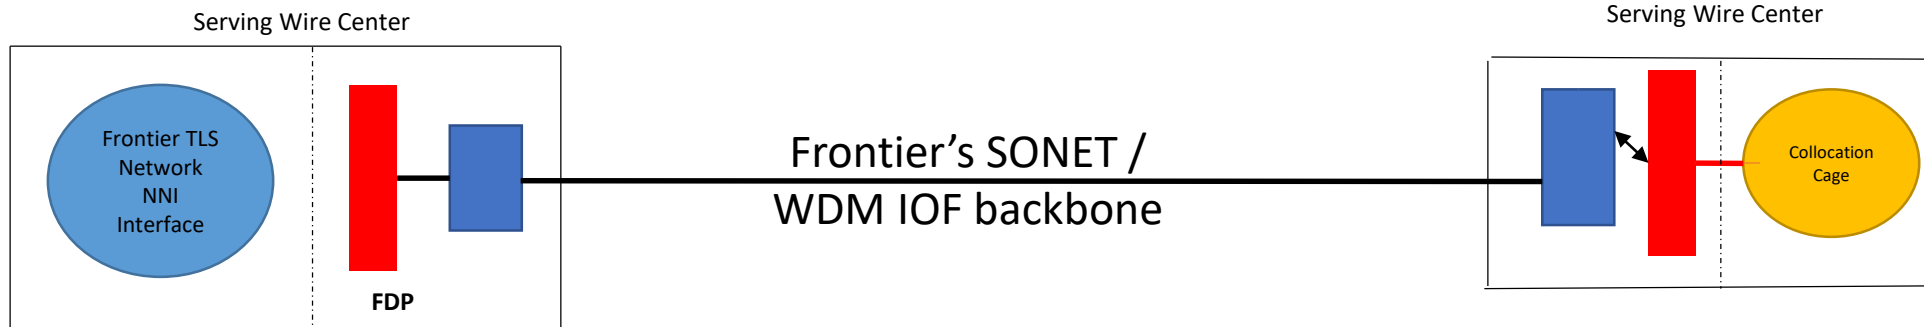 Serving Wire Center
Serving Wire Center
Frontier TLS
Network
NNI
Interface
FDP
Frontier’s SONET /
WDM IOF backbone
Collocation
Cage